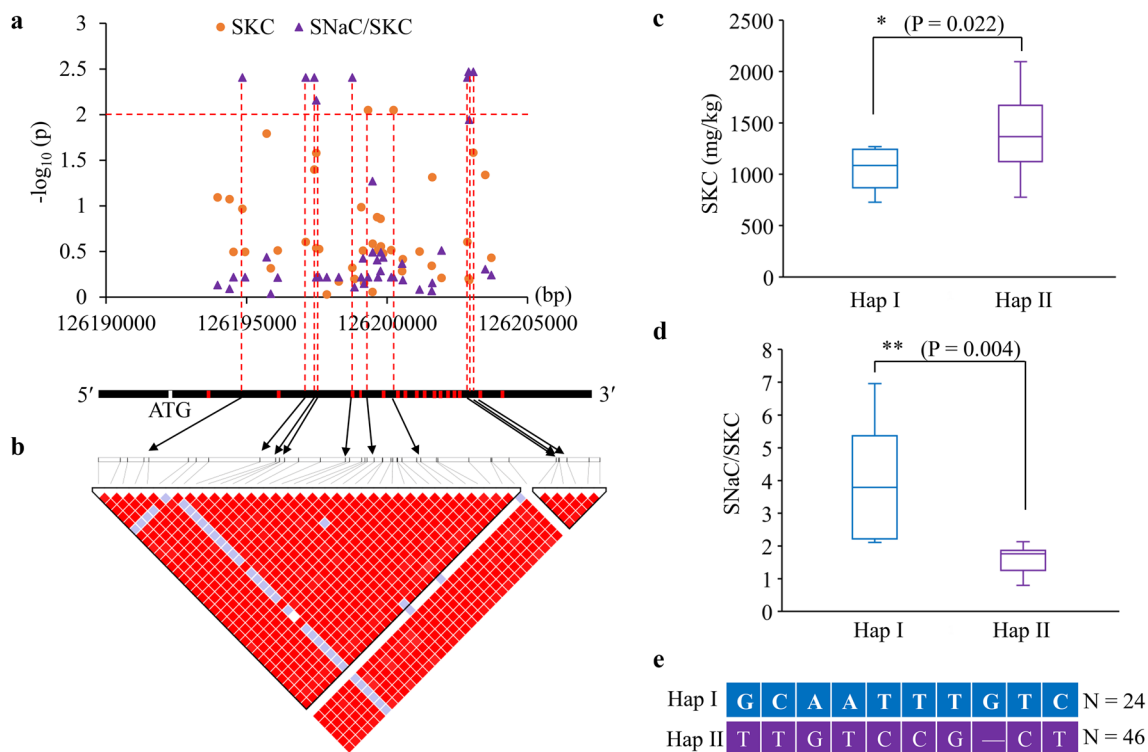 a
SKC SNaC/SKC
3
2.5
2
1.5
1
0.5
0
-log10 (p)
(bp)
126190000 126195000 126200000 126205000
5′ 3′
ATG
b
c
* (P = 0.022)
2500
2000
1500
1000
500
0
SKC (mg/kg)
Hap I Hap II
d
** (P = 0.004)
8
7
6
5
4
3
2
1
0
SNaC/SKC
Hap I Hap II
e
Hap I G C A A T T T G T C N = 24
Hap II T T G T C C G — C T N = 46